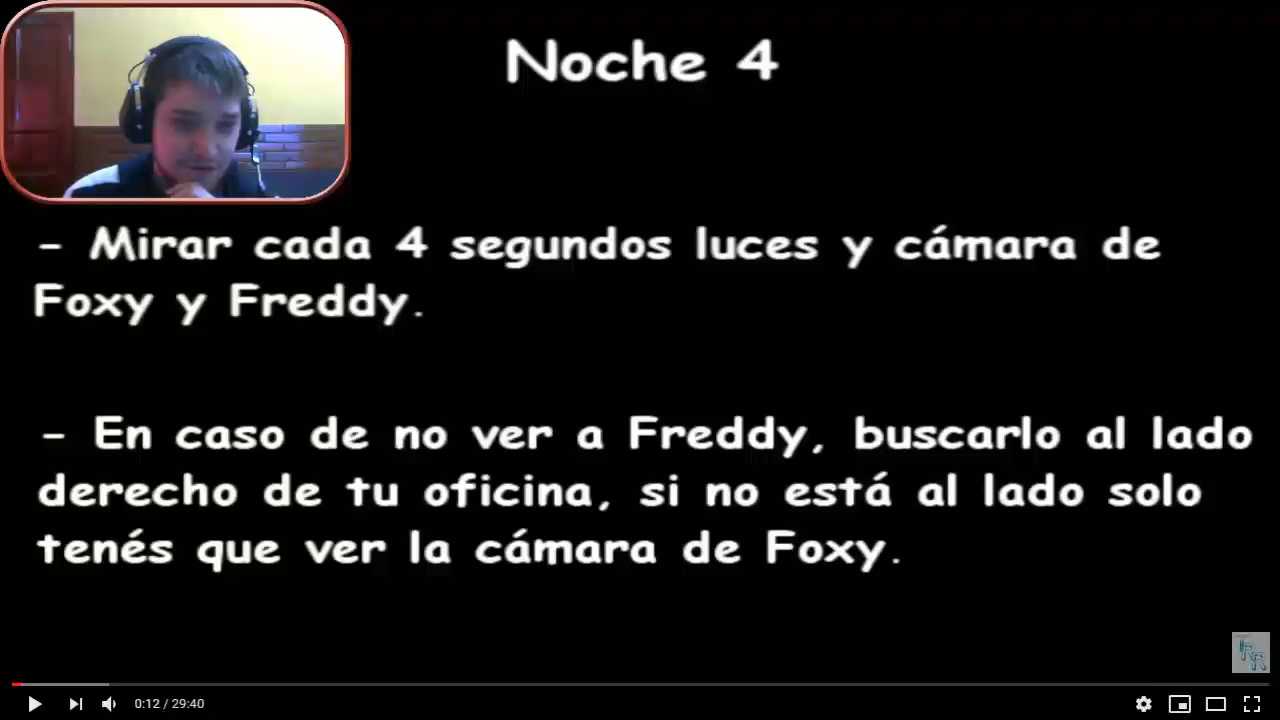 Noche 4
- Mirar cada 4 segundos luces y cámara de
Foxy y Freddy.
- En caso de no ver a Freddy, buscarlo al lado
derecho de tu oficina, si no está al lado solo
tenés que ver la cámara de Foxy.
0:12 / 29:40